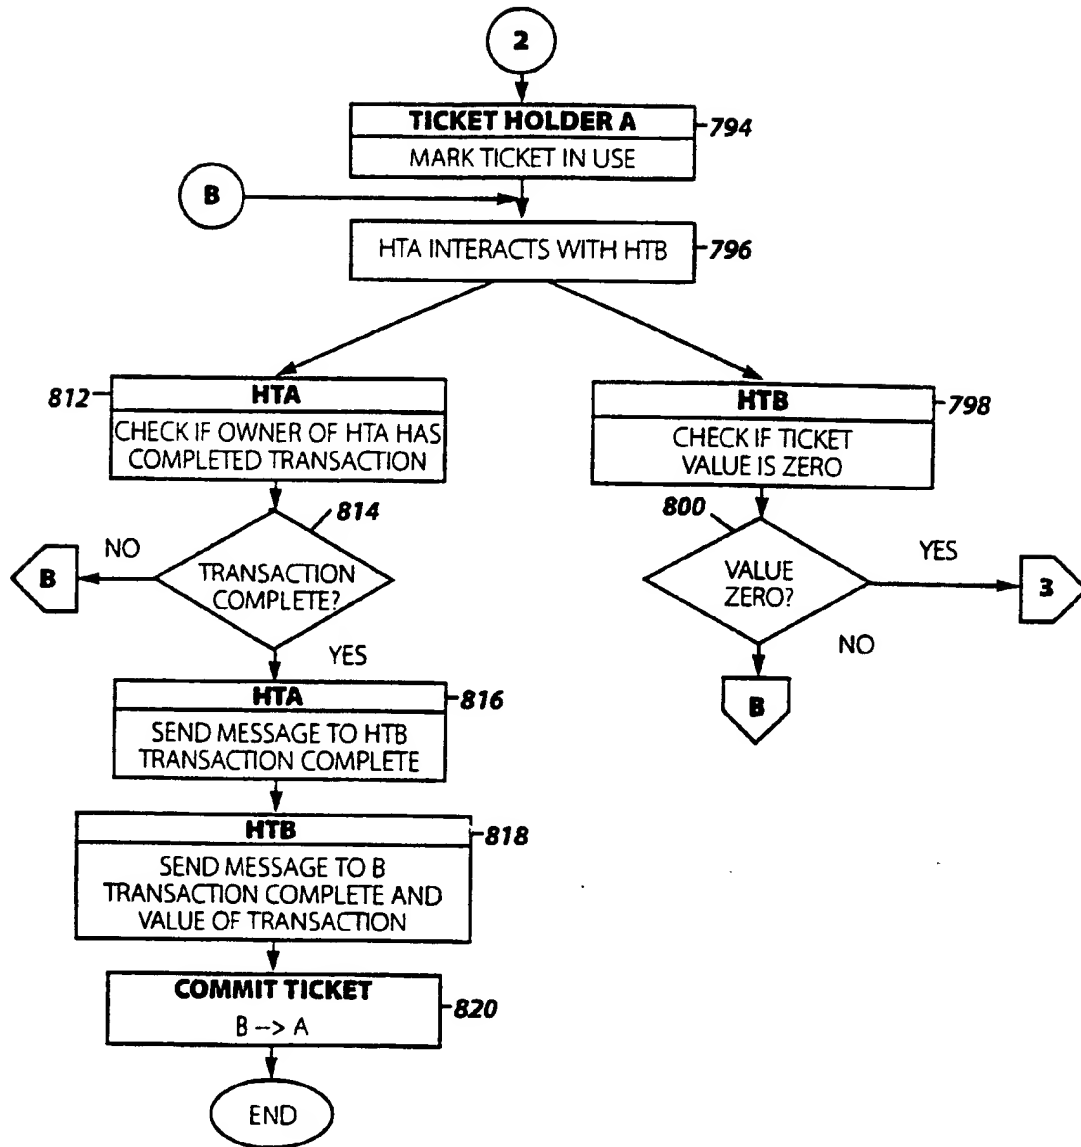 2
TICKET HOLDER A
794
MARK TICKET IN USE
B
HTA INTERACTS WITH HTB
796
812
HTA
CHECK IF OWNER OF HTA HAS
COMPLETED TRANSACTION
HTB
798
CHECK IF TICKET
VALUE IS ZERO
814
TRANSACTION
COMPLETE?
NO
B
YES
800
VALUE
ZERO?
YES
3
NO
B
HTA
816
SEND MESSAGE TO HTB
TRANSACTION COMPLETE
HTB
818
SEND MESSAGE TO B
TRANSACTION COMPLETE AND
VALUE OF TRANSACTION
COMMIT TICKET
820
B --> A
END